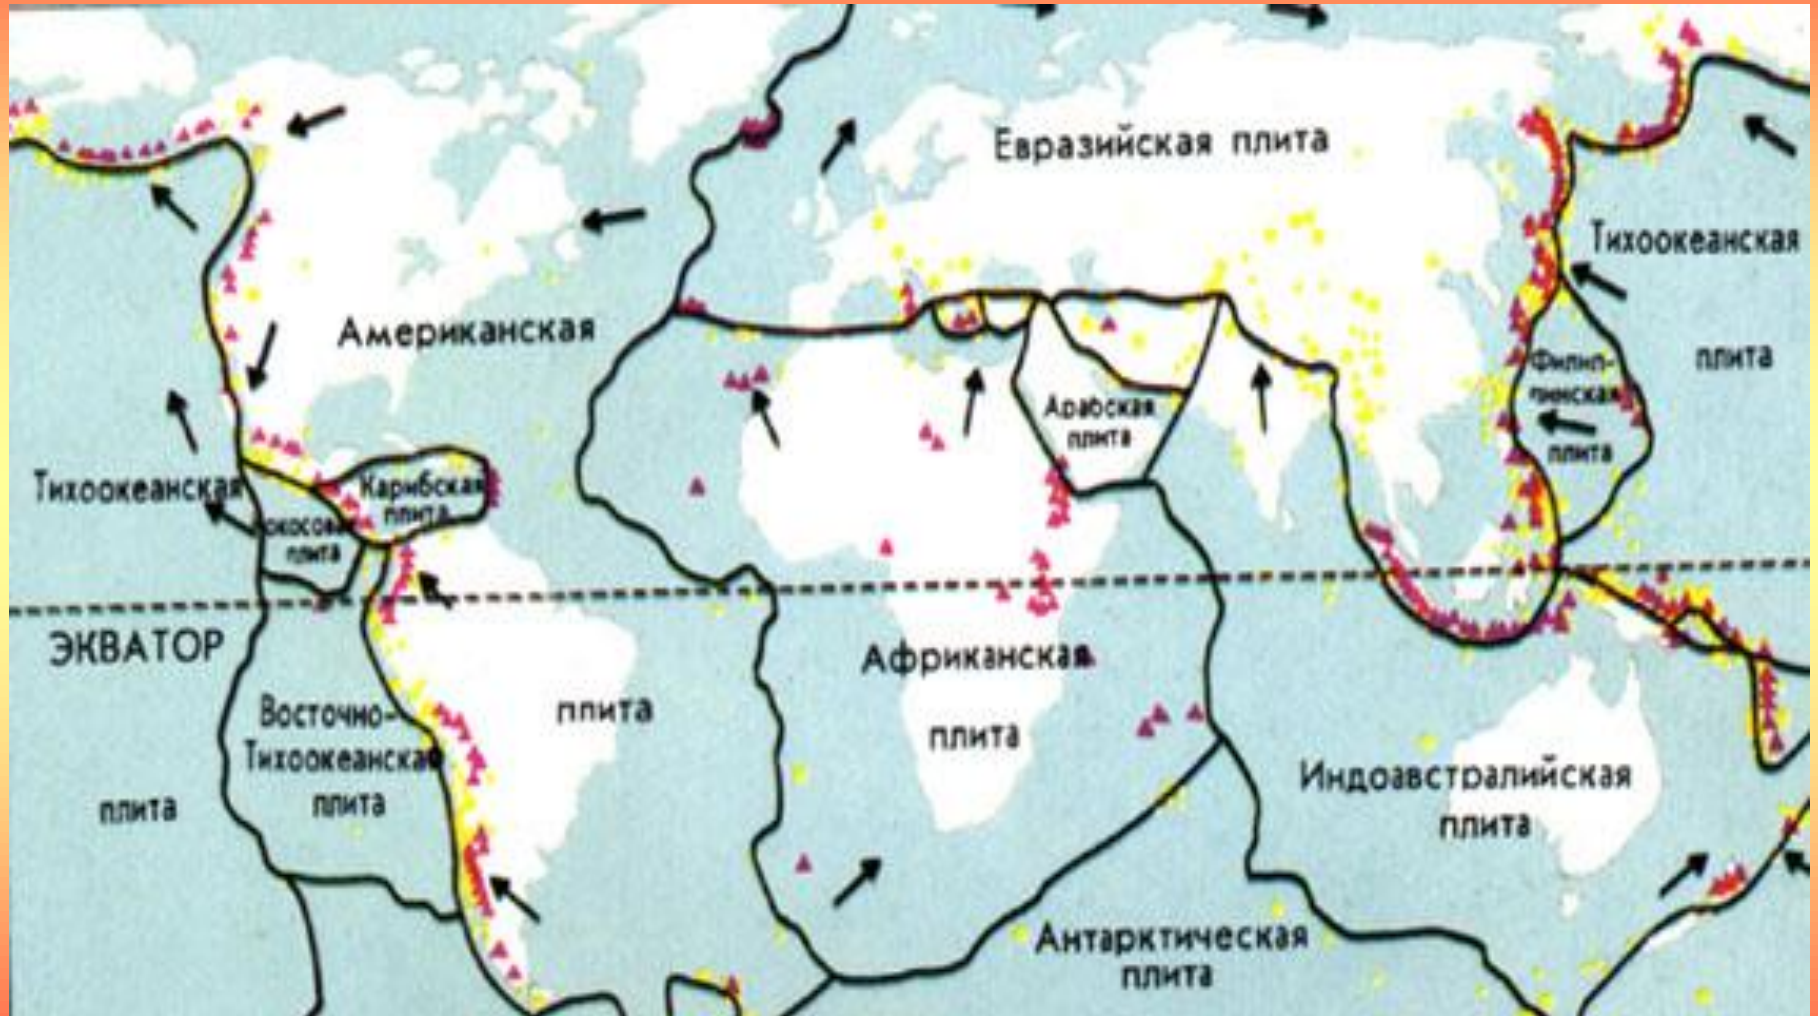 Евразийская плита
Тихоокеанская
плита
Американская
Филип-
пинская
плита
Арабская
плита
Тихоокеанская
Карибская
плита
плита
ЭКВАТОР
Африканская
плита
плита
Восточно-
Тихоокеанская
плита
плита
Индоавстралийская
плита
Антарктическая
плита